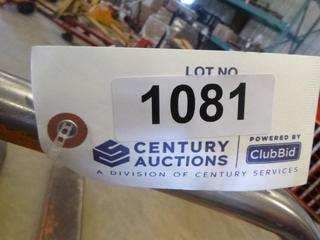 LOT NO.
1081
CENTURY
AUCTIONS
POWERED BY
ClubBid
A DIVISION OF CENTURY SERVICES